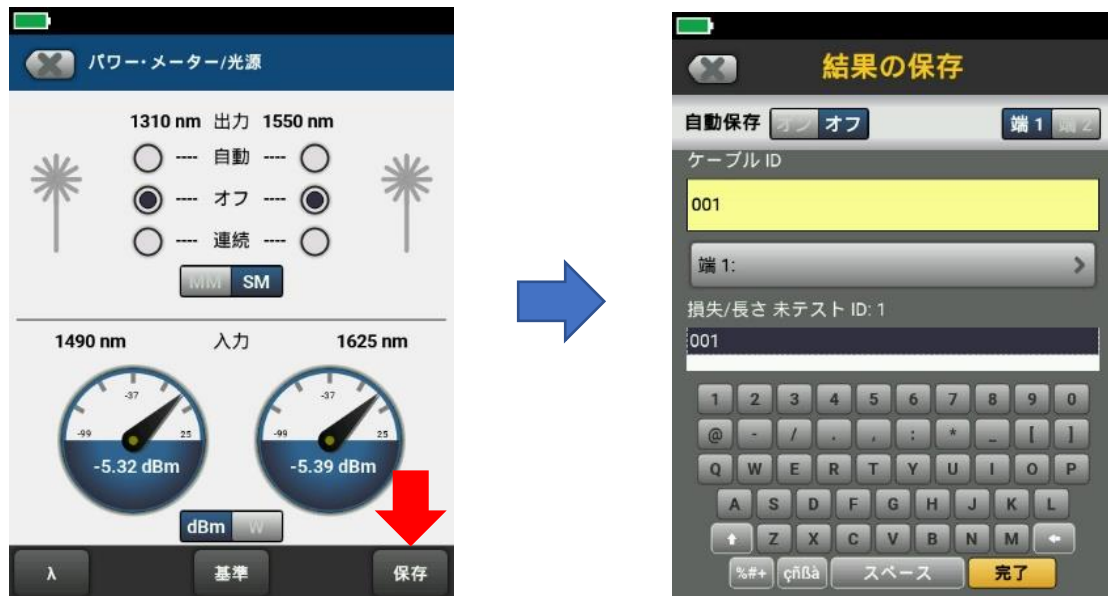 パワー・メーター/光源
1310 nm 出力 1550 nm
---- 自動 ----
---- オフ ----
---- 連続 ----
MM SM
1490 nm 入力 1625 nm
-37 -37
-99 25 -99 25
-5.32 dBm -5.39 dBm
dBm W
λ 基準 保存
結果の保存
自動保存 オン オフ 端 1 端 2
ケーブル ID
001
端 1:
損失/長さ 未テスト ID: 1
001
1 2 3 4 5 6 7 8 9 0
@ - / . , : * _ [ ]
Q W E R T Y U I O P
A S D F G H J K L
Z X C V B N M
%#+ çñßà スペース 完了